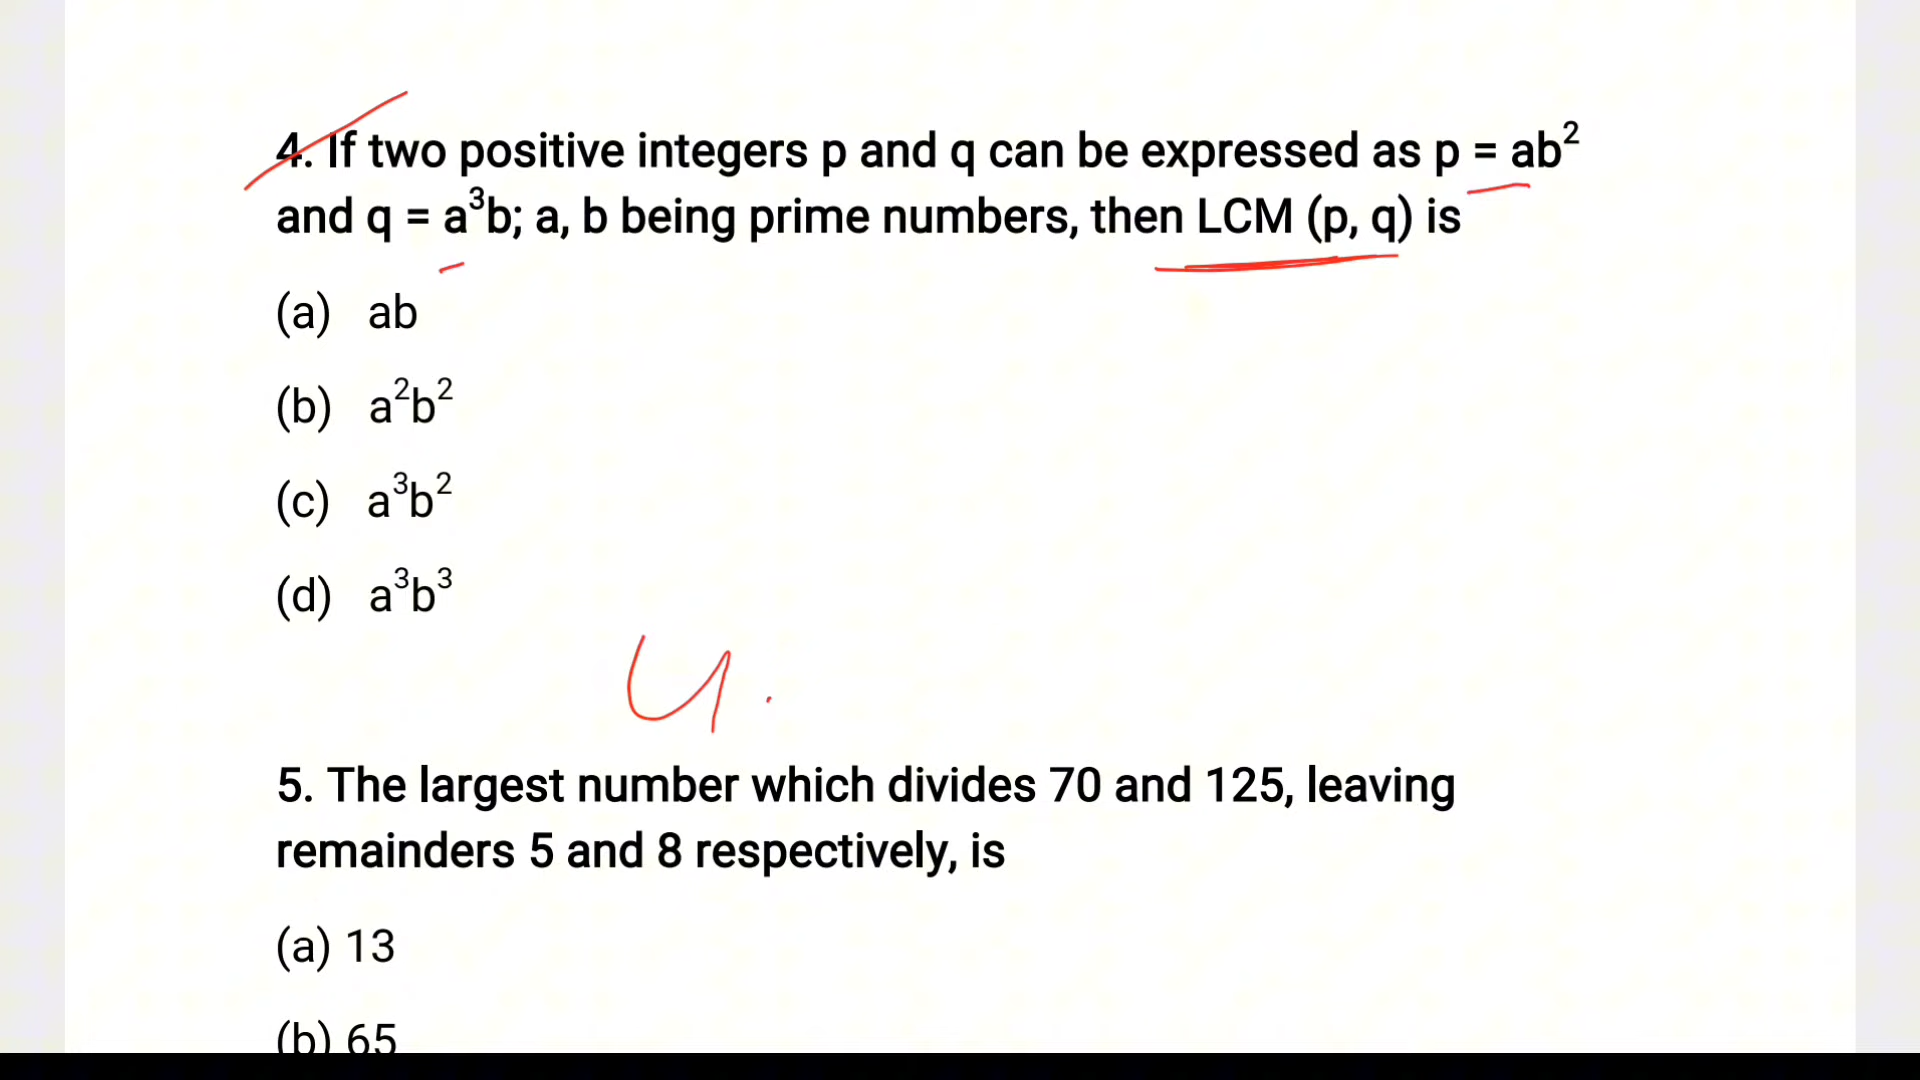 4. If two positive integers p and q can be expressed as p = ab²
and q = a³b; a, b being prime numbers, then LCM (p, q) is
(a) ab
(b) a²b²
(c) a³b²
(d) a³b³
4.
5. The largest number which divides 70 and 125, leaving
remainders 5 and 8 respectively, is
(a) 13
(b) 65